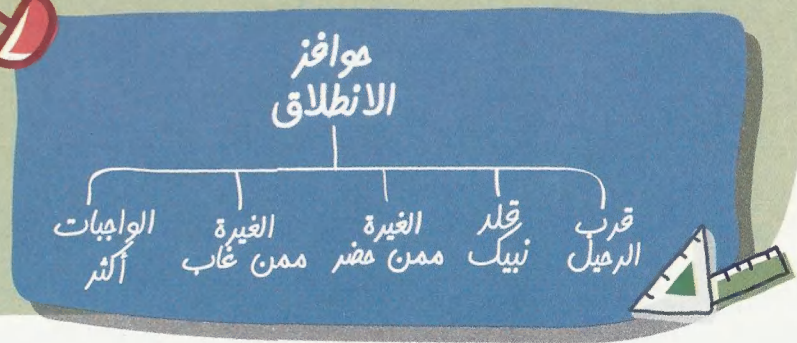 حوافز
الانطلاق
قرب
الرحيل
قلد
نبيك
الغيرة
ممن حضر
الغيرة
ممن غاب
الواجبات
أكثر